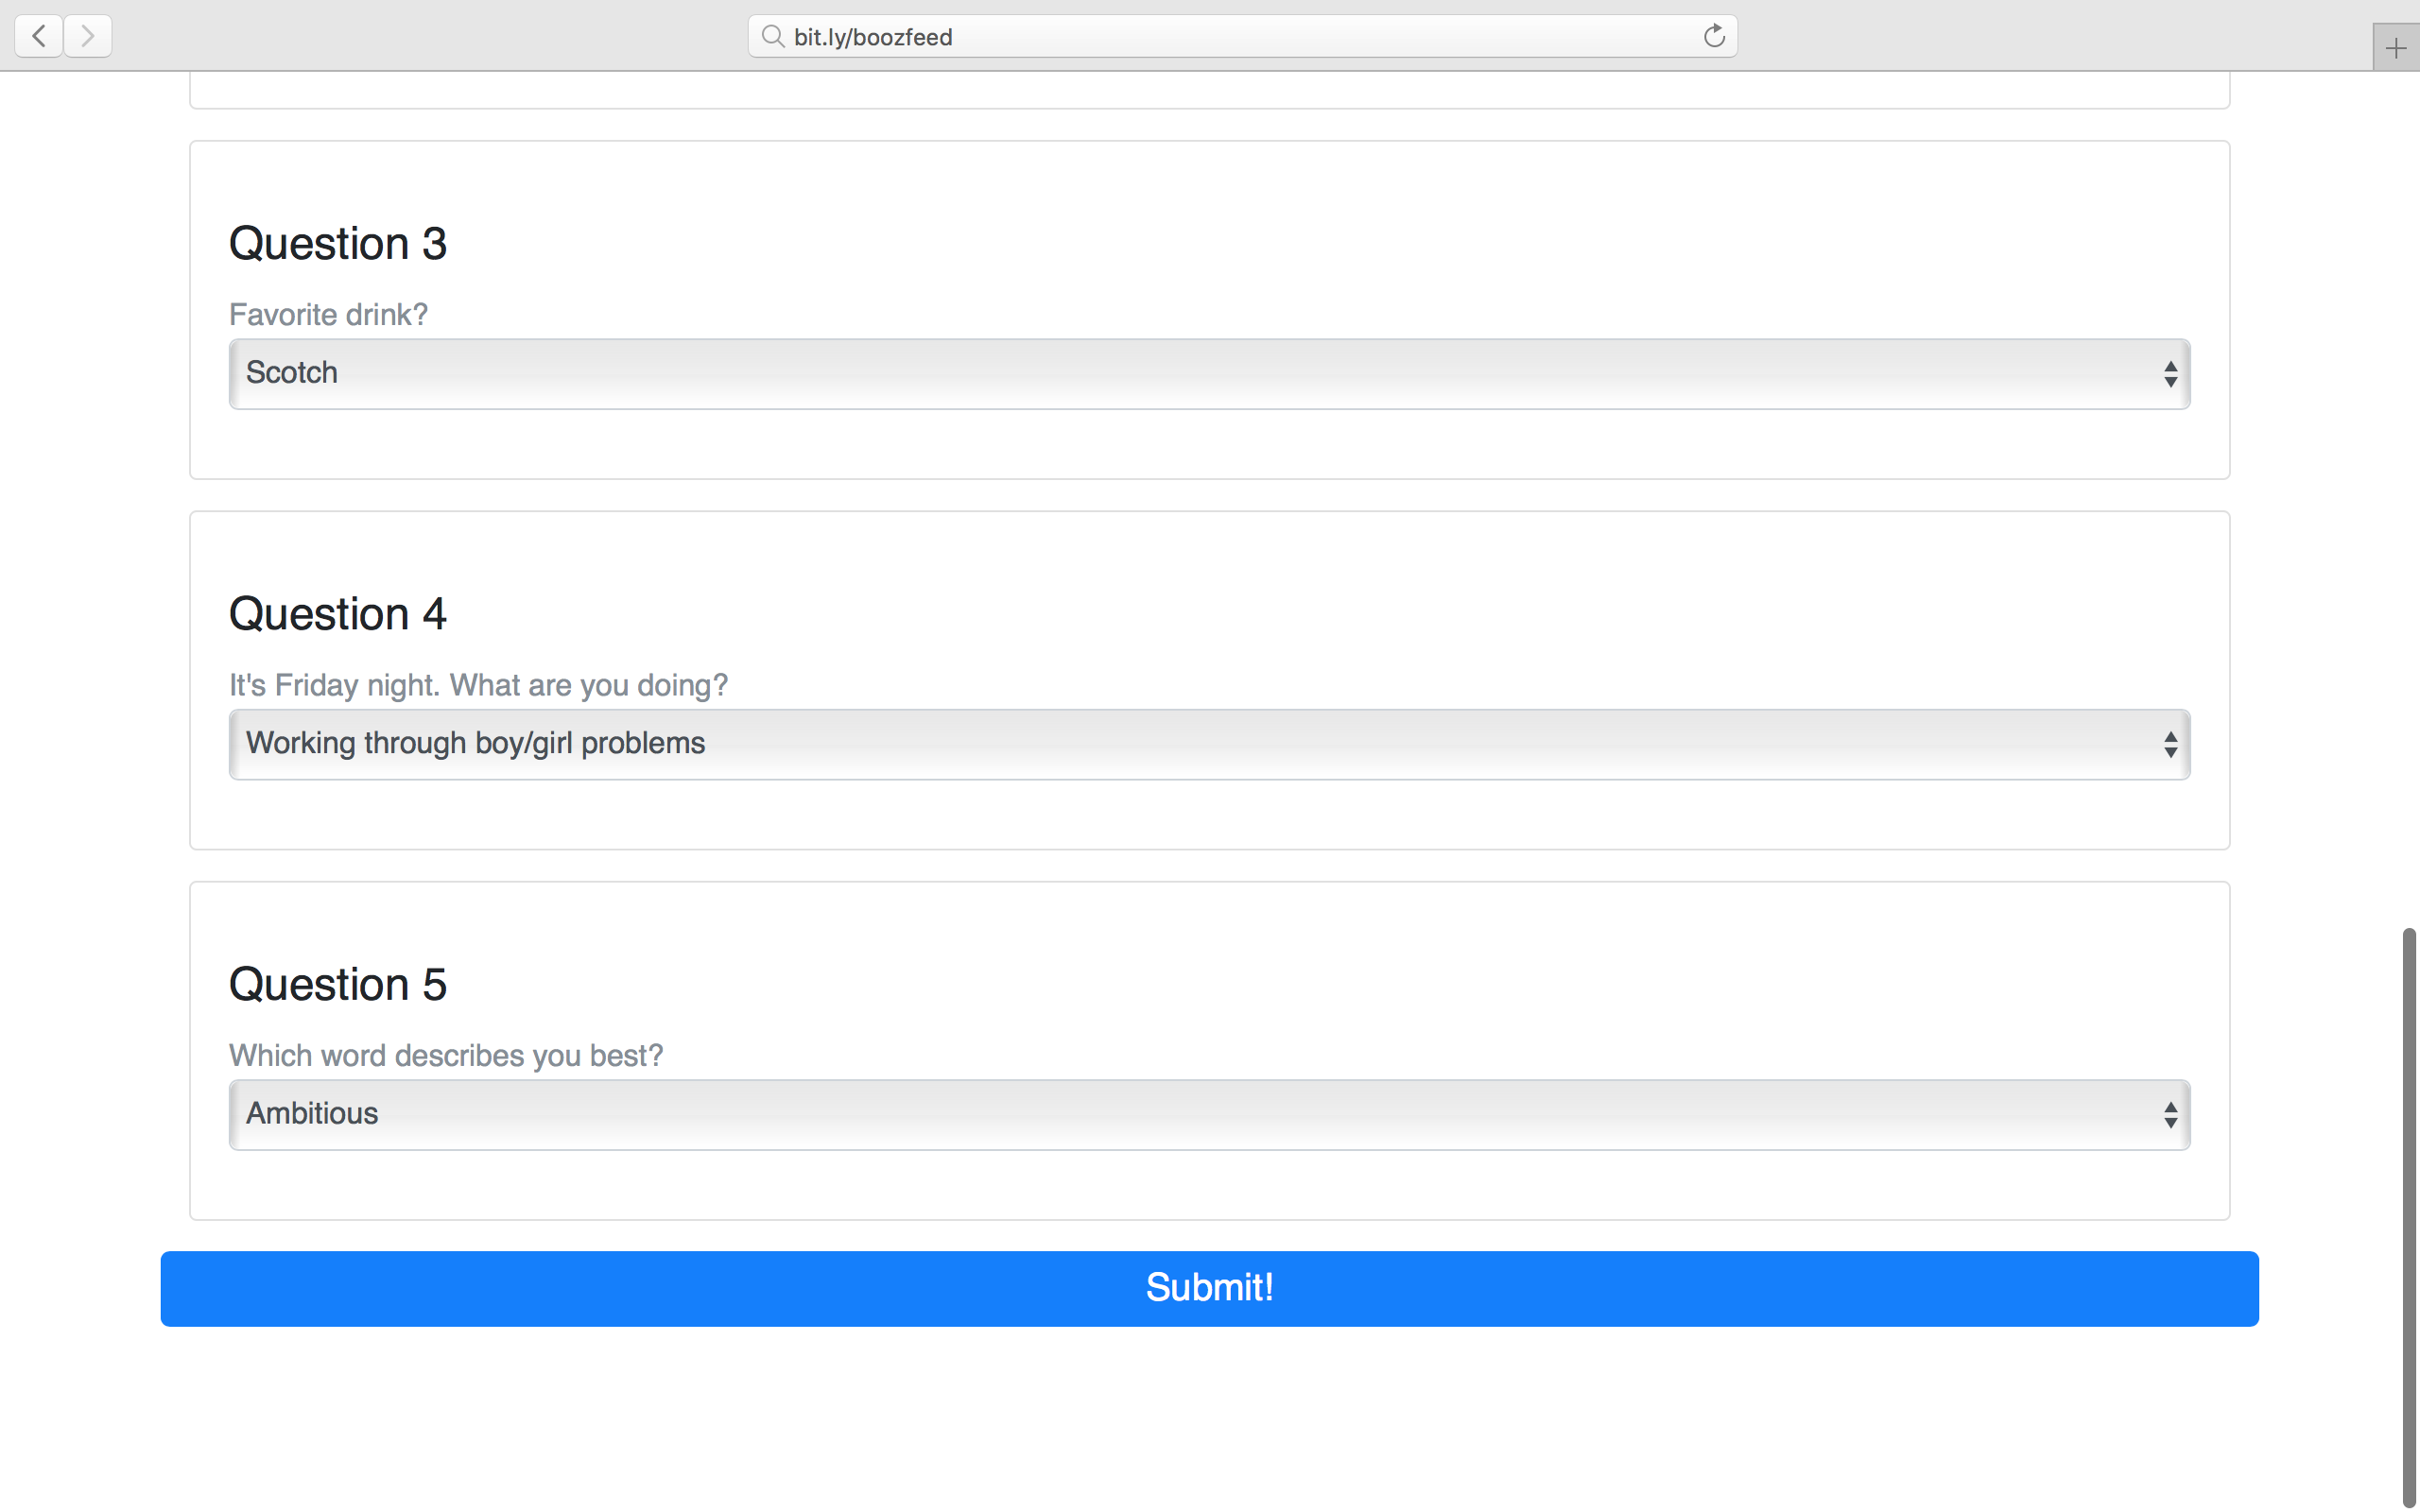 bit.ly/boozfeed
Question 3
Favorite drink?
Scotch
Question 4
It's Friday night. What are you doing?
Working through boy/girl problems
Question 5
Which word describes you best?
Ambitious
Submit!